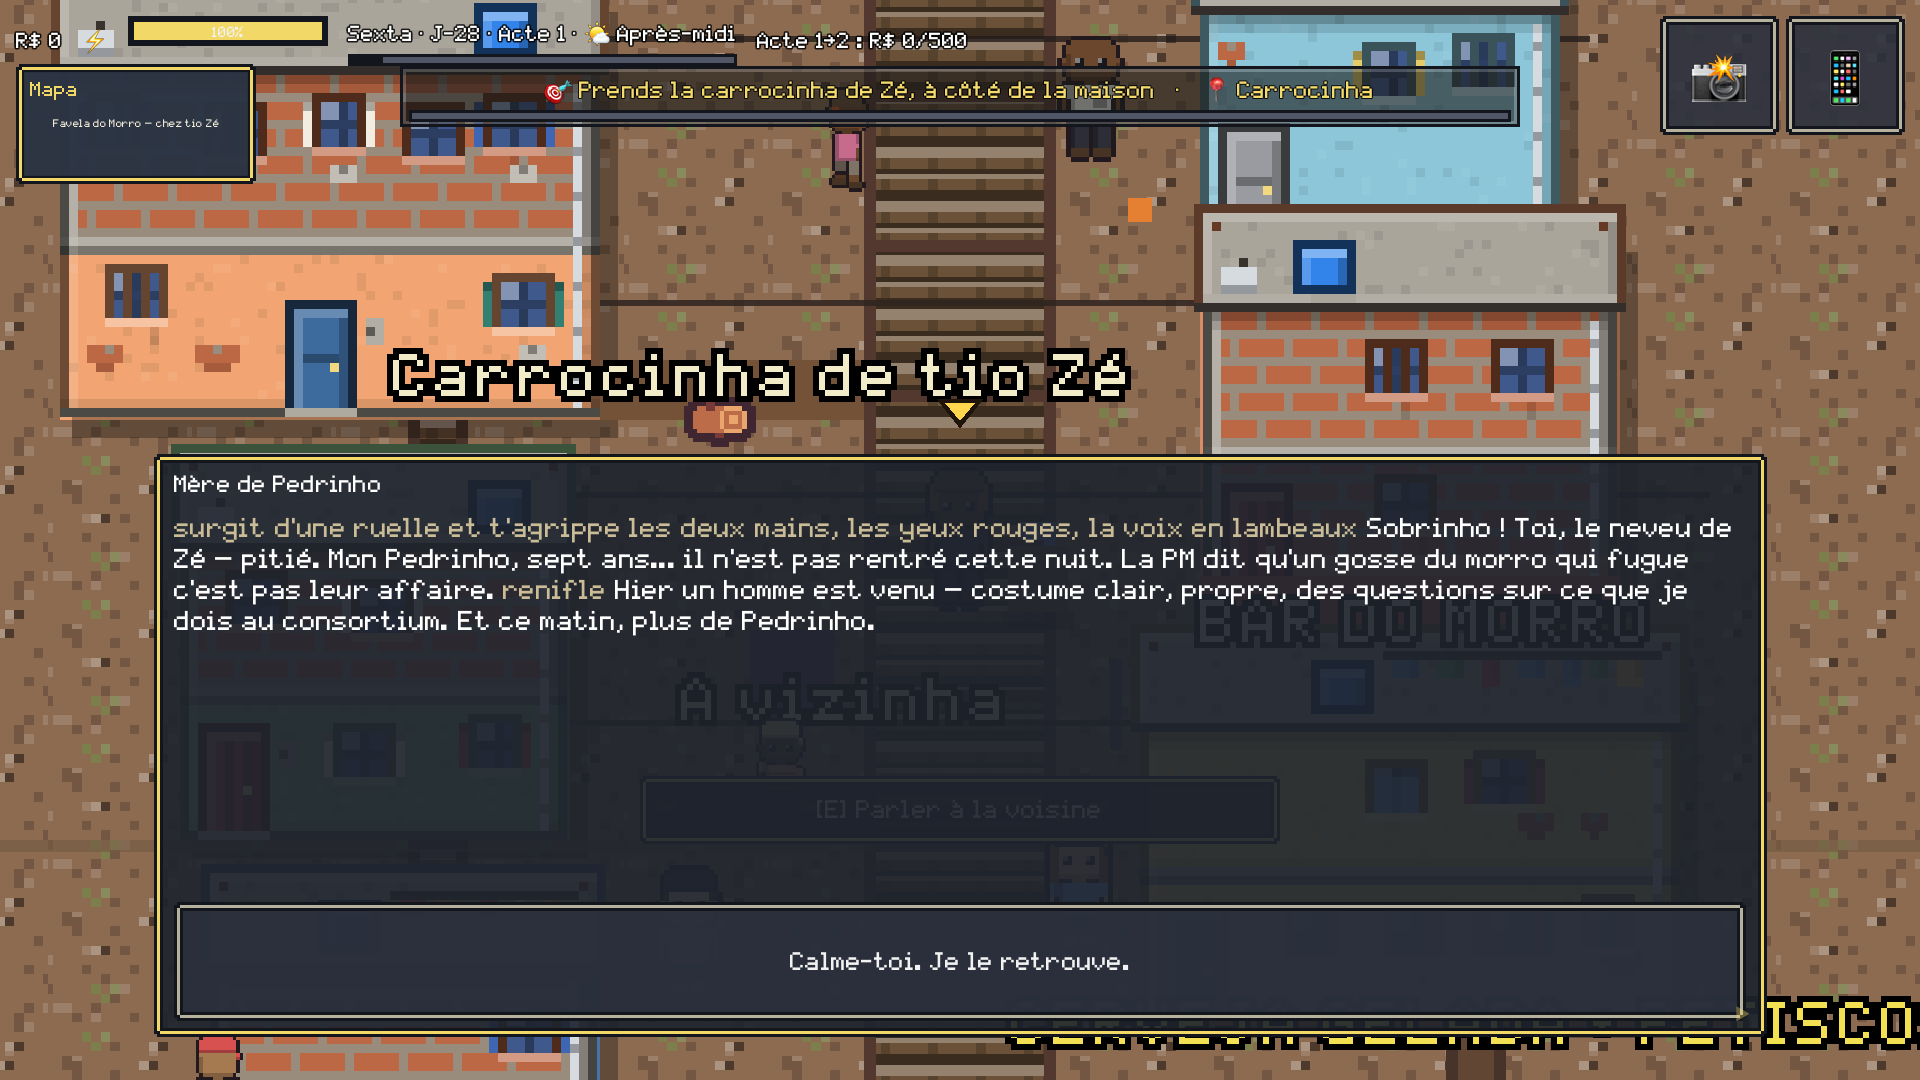 R$ 0
100%
Sexta · J-28 · Acte 1 · Après-midi
Acte 1→2 : R$ 0/500
Mapa
Favela do Morro — chez tio Zé
Prends la carrocinha de Zé, à côté de la maison · Carrocinha
Carrocinha de tio Zé
Mère de Pedrinho
surgit d'une ruelle et t'agrippe les deux mains, les yeux rouges, la voix en lambeaux Sobrinho ! Toi, le neveu de
Zé — pitié. Mon Pedrinho, sept ans... il n'est pas rentré cette nuit. La PM dit qu'un gosse du morro qui fugue
c'est pas leur affaire. renifle Hier un homme est venu — costume clair, propre, des questions sur ce que je
dois au consortium. Et ce matin, plus de Pedrinho.
BAR DO MORRO
A vizinha
[E] Parler à la voisine
Calme-toi. Je le retrouve.